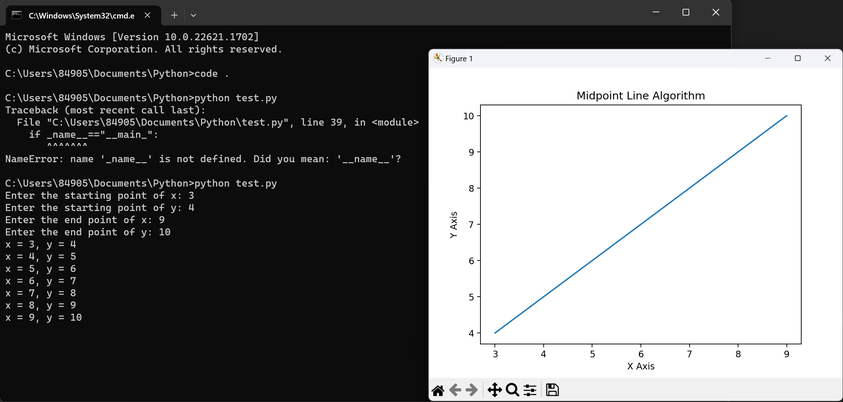 C:\Windows\System32\cmd.e
Microsoft Windows [Version 10.0.22621.1702]
(c) Microsoft Corporation. All rights reserved.
C:\Users\84905\Documents\Python>code .
C:\Users\84905\Documents\Python>python test.py
Traceback (most recent call last):
  File "C:\Users\84905\Documents\Python\test.py", line 39, in <module>
    if _name__=="__main_":
       ^^^^^^^
NameError: name '_name__' is not defined. Did you mean: '__name__'?
C:\Users\84905\Documents\Python>python test.py
Enter the starting point of x: 3
Enter the starting point of y: 4
Enter the end point of x: 9
Enter the end point of y: 10
x = 3, y = 4
x = 4, y = 5
x = 5, y = 6
x = 6, y = 7
x = 7, y = 8
x = 8, y = 9
x = 9, y = 10
Figure 1
Midpoint Line Algorithm
10
9
8
7
6
5
4
Y Axis
3 4 5 6 7 8 9
X Axis